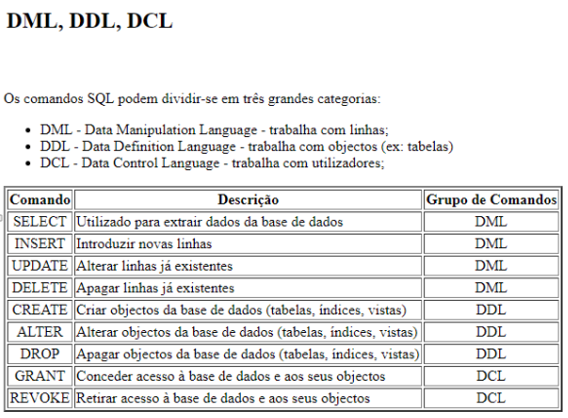 DML, DDL, DCL
Os comandos SQL podem dividir-se em três grandes categorias:
• DML - Data Manipulation Language - trabalha com linhas;
• DDL - Data Definition Language - trabalha com objectos (ex: tabelas)
• DCL - Data Control Language - trabalha com utilizadores;
Comando Descrição Grupo de Comandos
SELECT Utilizado para extrair dados da base de dados DML
INSERT Introduzir novas linhas DML
UPDATE Alterar linhas já existentes DML
DELETE Apagar linhas já existentes DML
CREATE Criar objectos da base de dados (tabelas, índices, vistas) DDL
ALTER Alterar objectos da base de dados (tabelas, índices, vistas) DDL
DROP Apagar objectos da base de dados (tabelas, índices, vistas) DDL
GRANT Conceder acesso à base de dados e aos seus objectos DCL
REVOKE Retirar acesso à base de dados e aos seus objectos DCL